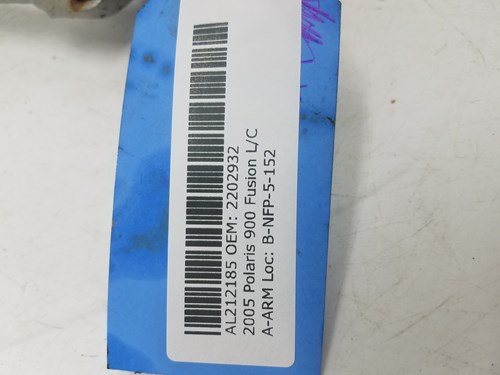 AL212185 OEM: 2202932
2005 Polaris 900 Fusion L/C
A-ARM Loc: B-NFP-5-152